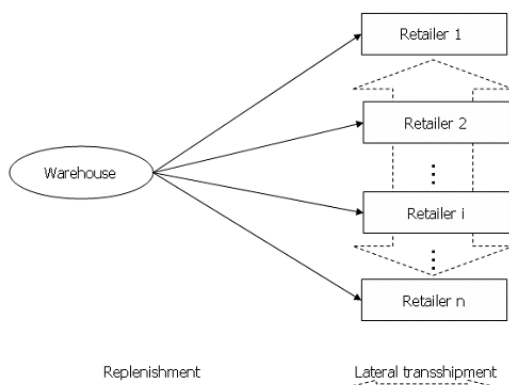 Retailer 1
Retailer 2
Warehouse
Retailer i
Retailer n
Replenishment Lateral transshipment